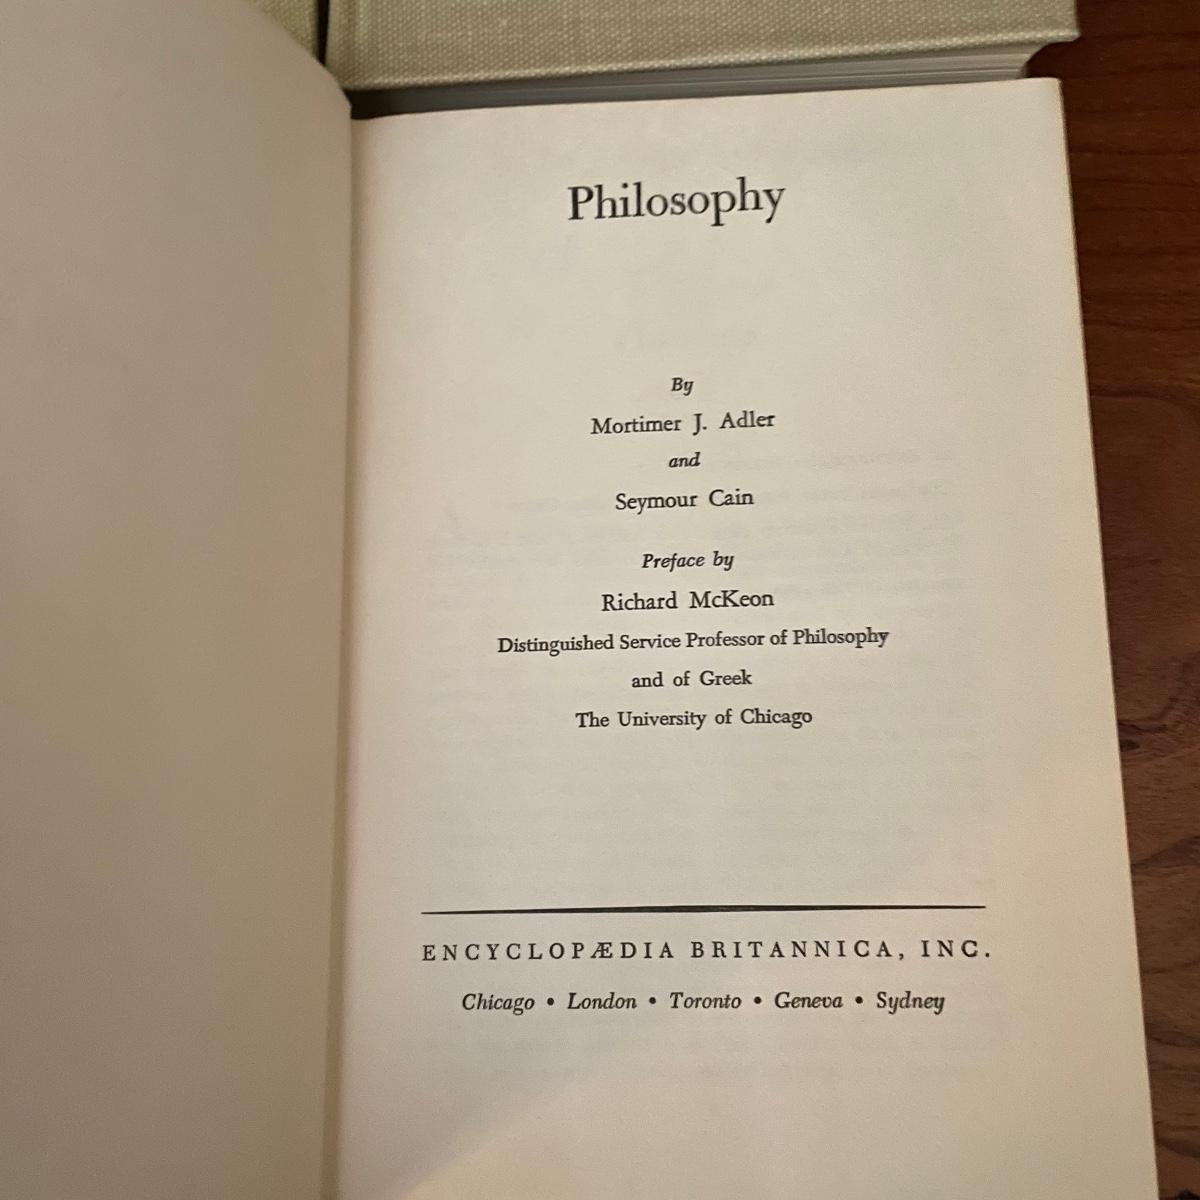 Philosophy
By
Mortimer J. Adler
and
Seymour Cain
Preface by
Richard McKeon
Distinguished Service Professor of Philosophy
and of Greek
The University of Chicago
ENCYCLOPÆDIA BRITANNICA, INC.
Chicago • London • Toronto • Geneva • Sydney